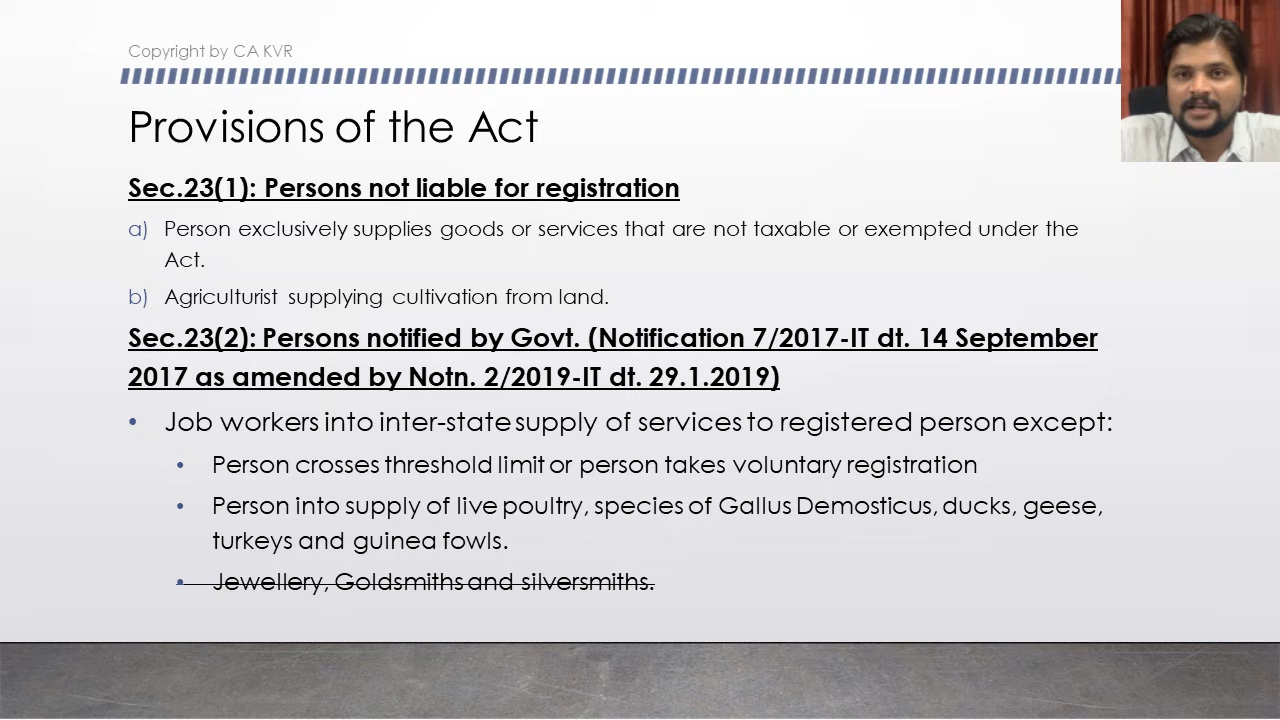 Copyright by CA KVR
Provisions of the Act
Sec.23(1): Persons not liable for registration
a) Person exclusively supplies goods or services that are not taxable or exempted under the
Act.
b) Agriculturist supplying cultivation from land.
Sec.23(2): Persons notified by Govt. (Notification 7/2017-IT dt. 14 September
2017 as amended by Notn. 2/2019-IT dt. 29.1.2019)
• Job workers into inter-state supply of services to registered person except:
• Person crosses threshold limit or person takes voluntary registration
• Person into supply of live poultry, species of Gallus Demosticus, ducks, geese,
turkeys and guinea fowls.
• Jewellery, Goldsmiths and silversmiths.